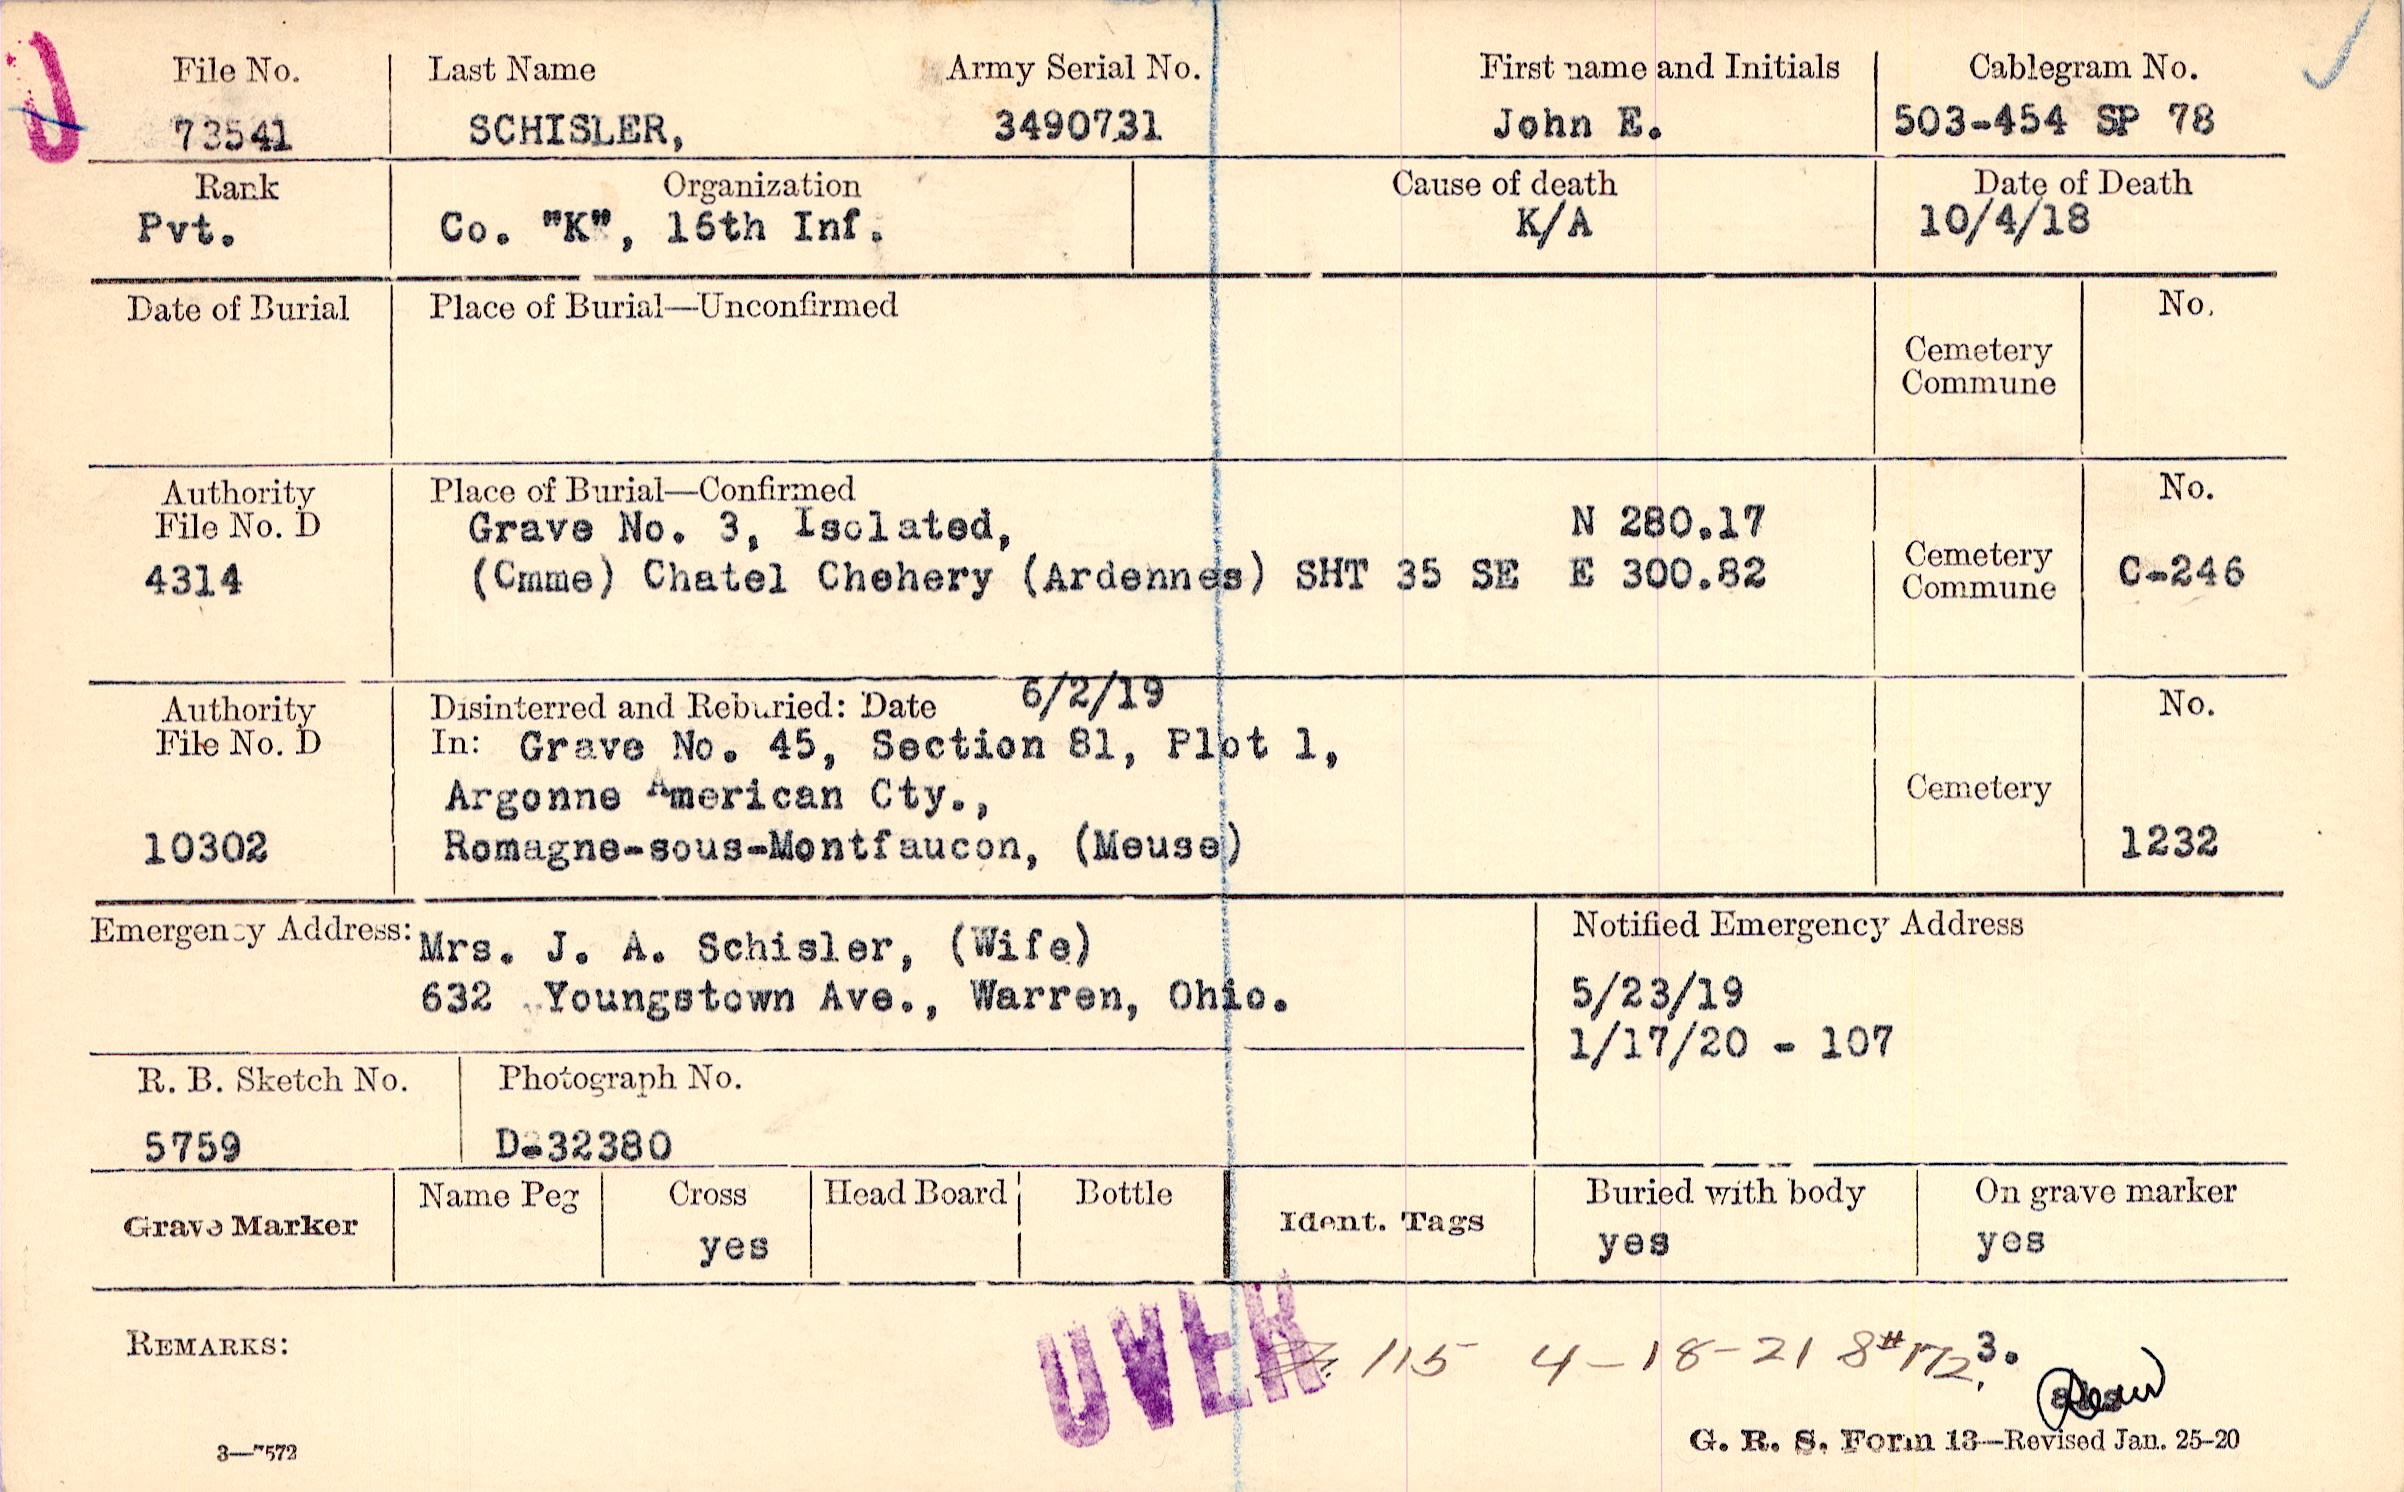 File No. Last Name Army Serial No. First name and Initials Cablegram No.
73541 SCHISLER, 3490731 John E. 503-454 SP 78
Rank Organization Cause of death Date of Death
Pvt. Co. "K", 16th Inf. K/A 10/4/18
Date of Burial Place of Burial—Unconfirmed No.
Cemetery
Commune
Authority Place of Burial—Confirmed No.
File No. D Grave No. 3, Isolated, N 280.17
4314 (Cmme) Chatel Chehery (Ardennes) SHT 35 SE E 300.82 Cemetery Commune C-246
Authority Disinterred and Reburied: Date 6/2/19 No.
File No. D In: Grave No. 45, Section 81, Plot 1,
Argonne American Cty., Cemetery
10302 Romagne-sous-Montfaucon, (Meuse) 1232
Emergency Address: Mrs. J. A. Schisler, (Wife) Notified Emergency Address
632 Youngstown Ave., Warren, Ohio. 5/23/19
1/17/20 - 107
R. B. Sketch No. Photograph No.
5759 D-32380
Grave Marker Name Peg Cross Head Board Bottle Ident. Tags Buried with body On grave marker
yes yes yes
REMARKS:
OVER 115 4-18-21 8#172 3.
3—7572 G. R. S. Form 13—Revised Jan. 25-20